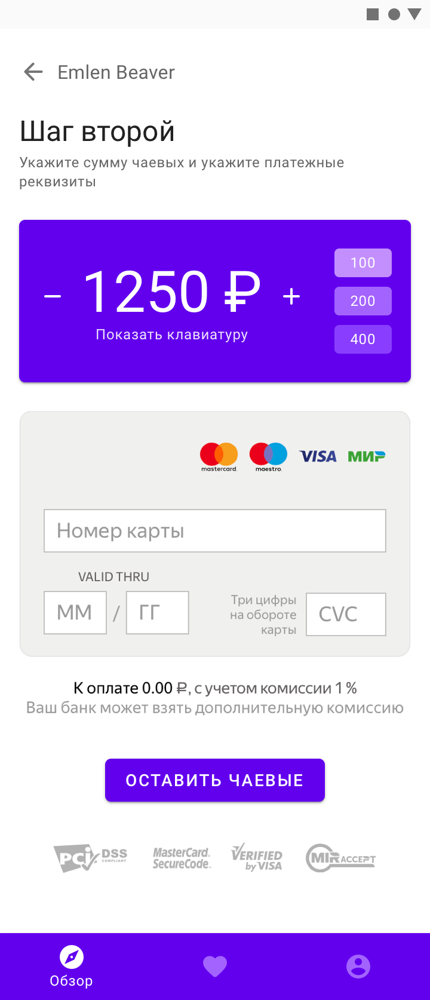 Emlen Beaver
Шаг второй
Укажите сумму чаевых и укажите платежные
реквизиты
– 1250 ₽ +
Показать клавиатуру
100
200
400
mastercard.
maestro.
VISA
МИР
Номер карты
VALID THRU
ММ / ГГ
Три цифры
на обороте
карты
CVC
К оплате 0.00 ₽, с учетом комиссии 1 %
Ваш банк может взять дополнительную комиссию
ОСТАВИТЬ ЧАЕВЫЕ
PCI DSS
COMPLIANT
MasterCard.
SecureCode.
VERIFIED
by VISA
MIR ACCEPT
Обзор